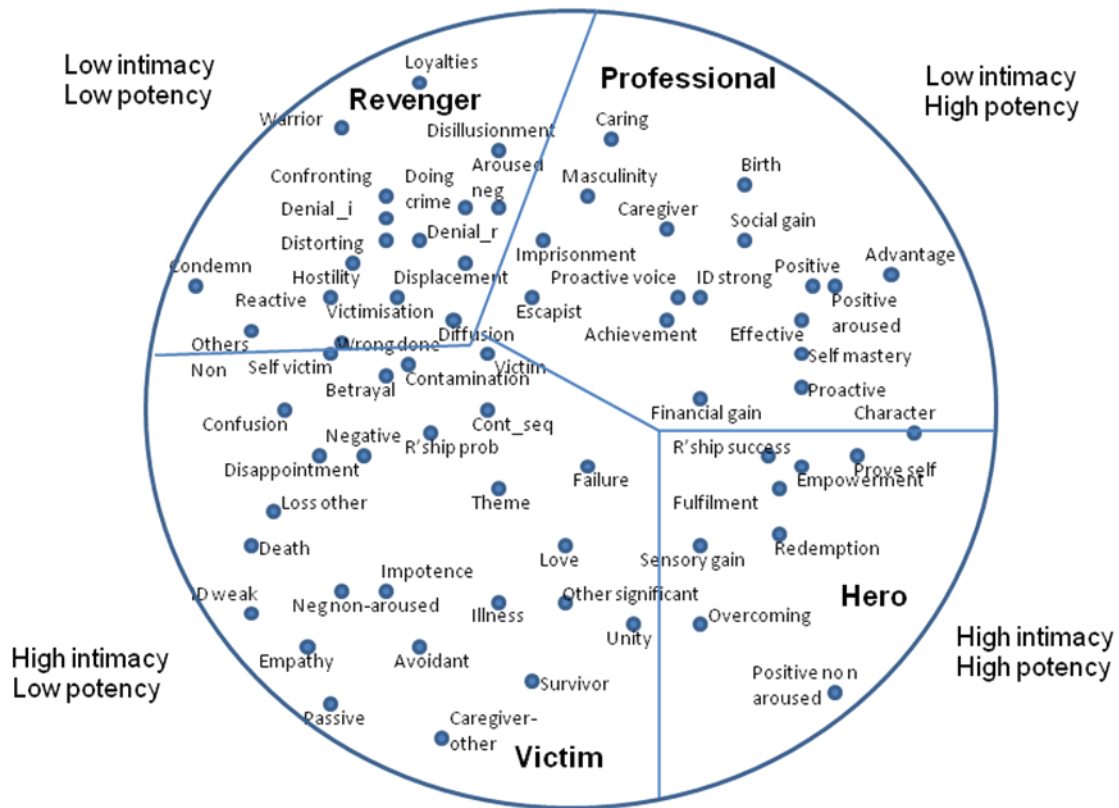 Low intimacy
Low potency
Loyalties
Revenger
Professional
Low intimacy
High potency
Warrior
Disillusionment
Caring
Aroused
neg
Confronting
Doing
crime
Masculinity
Birth
Denial_i
Caregiver
Social gain
Distorting
Denial_r
Imprisonment
Condemn
Hostility
Displacement
Proactive voice
ID strong
Positive
Advantage
Reactive
Victimisation
Escapist
Positive
aroused
Diffusion
Achievement
Effective
Others
Non
Wrong done
Self victim
Victim
Self mastery
Betrayal
Contamination
Proactive
Confusion
Cont_seq
Financial gain
Character
Negative
R'ship prob
R'ship success
Prove self
Disappointment
Failure
Empowerment
Loss other
Theme
Fulfilment
Death
Love
Sensory gain
Redemption
ID weak
Impotence
Neg non-aroused
Illness
Other significant
Hero
Unity
Overcoming
High intimacy
Low potency
Empathy
Avoidant
High intimacy
High potency
Survivor
Positive non
aroused
Passive
Caregiver-
other
Victim